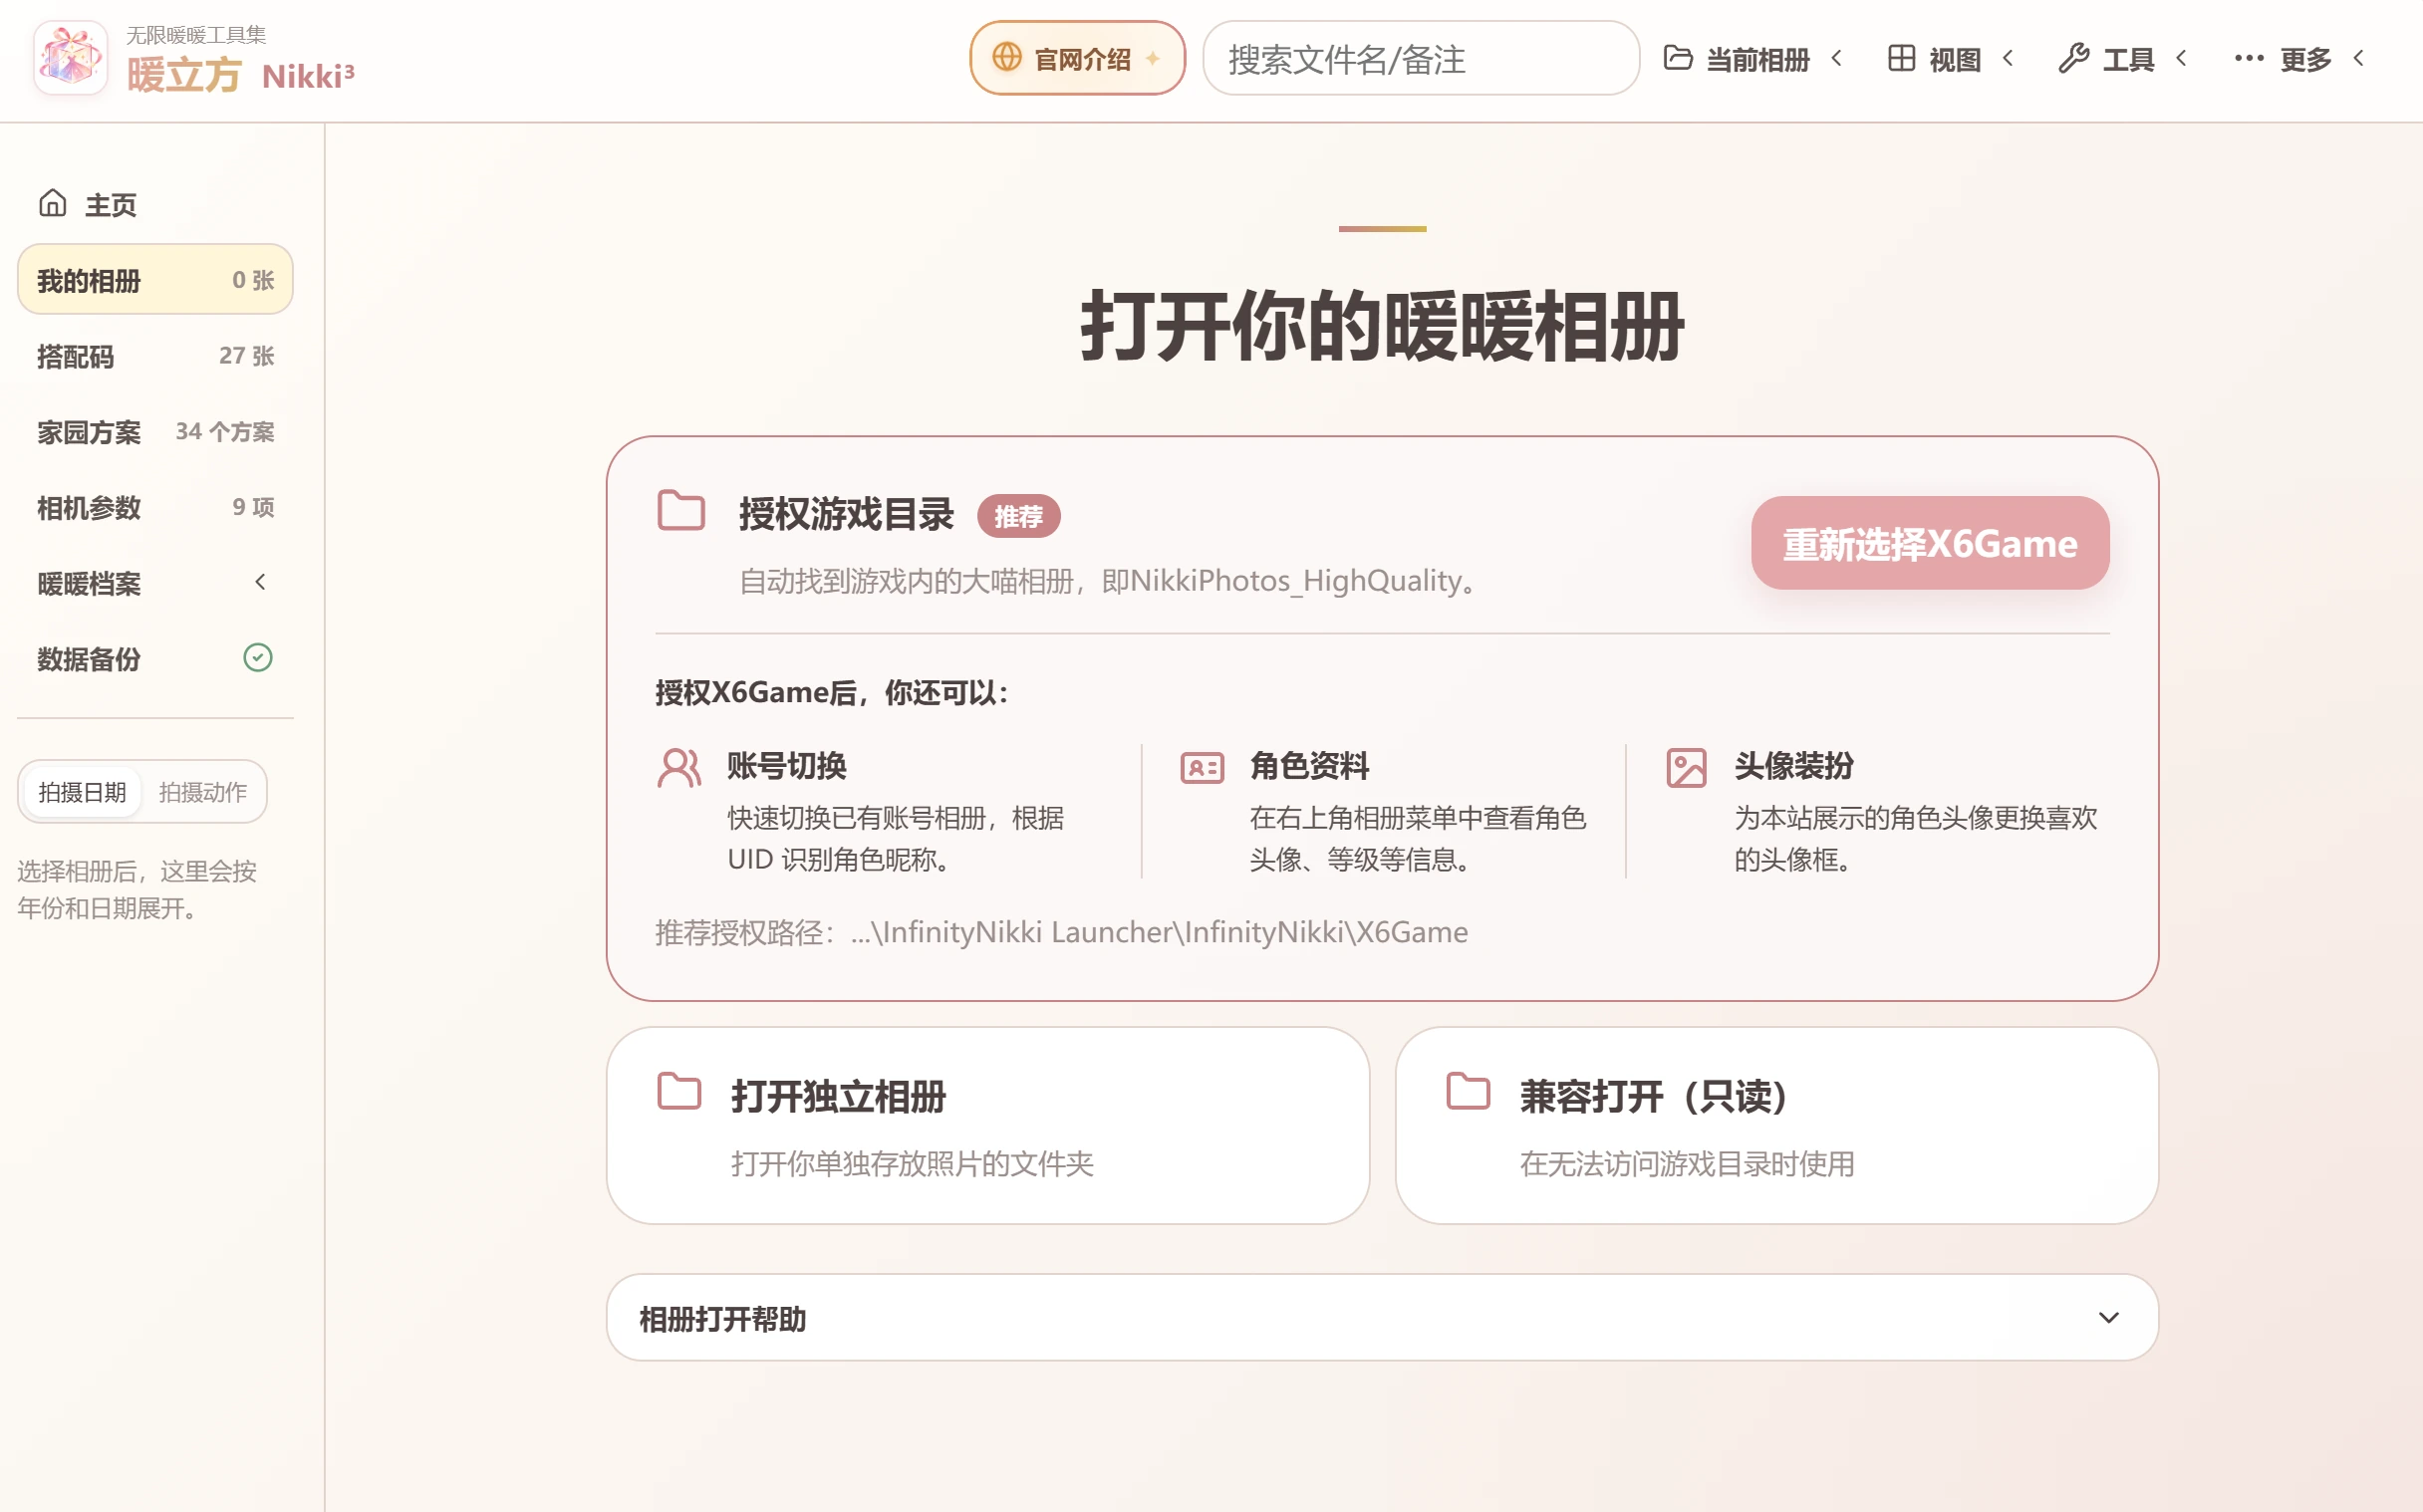 无限暖暖工具集
暖立方 Nikki³
官网介绍
搜索文件名/备注
当前相册
视图
工具
更多
主页
我的相册 0 张
搭配码 27 张
家园方案 34 个方案
相机参数 9 项
暖暖档案
数据备份
拍摄日期 拍摄动作
选择相册后，这里会按
年份和日期展开。
打开你的暖暖相册
授权游戏目录 推荐
自动找到游戏内的大喵相册，即NikkiPhotos_HighQuality。
重新选择X6Game
授权X6Game后，你还可以：
账号切换
快速切换已有账号相册，根据
UID 识别角色昵称。
角色资料
在右上角相册菜单中查看角色
头像、等级等信息。
头像装扮
为本站展示的角色头像更换喜欢
的头像框。
推荐授权路径：...\InfinityNikki Launcher\InfinityNikki\X6Game
打开独立相册
打开你单独存放照片的文件夹
兼容打开（只读）
在无法访问游戏目录时使用
相册打开帮助